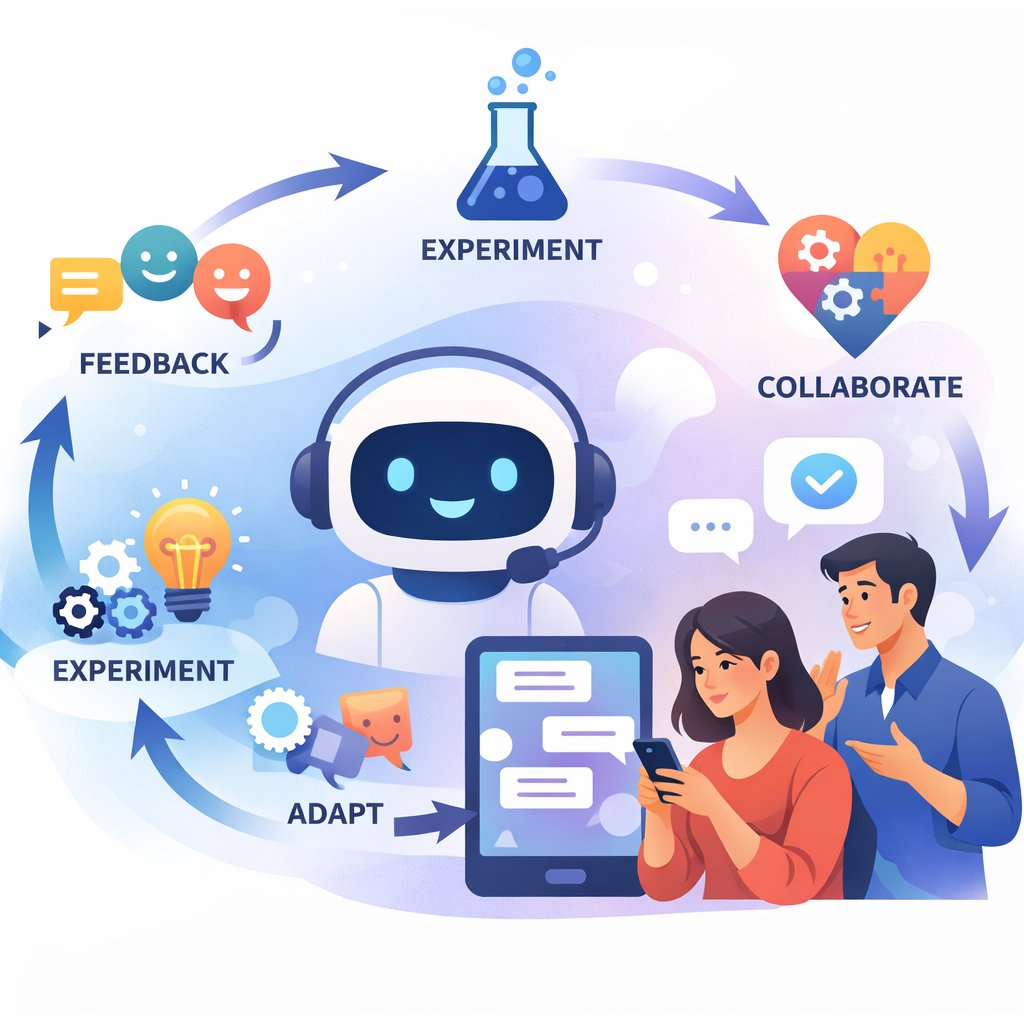 EXPERIMENT
FEEDBACK
COLLABORATE
EXPERIMENT
ADAPT